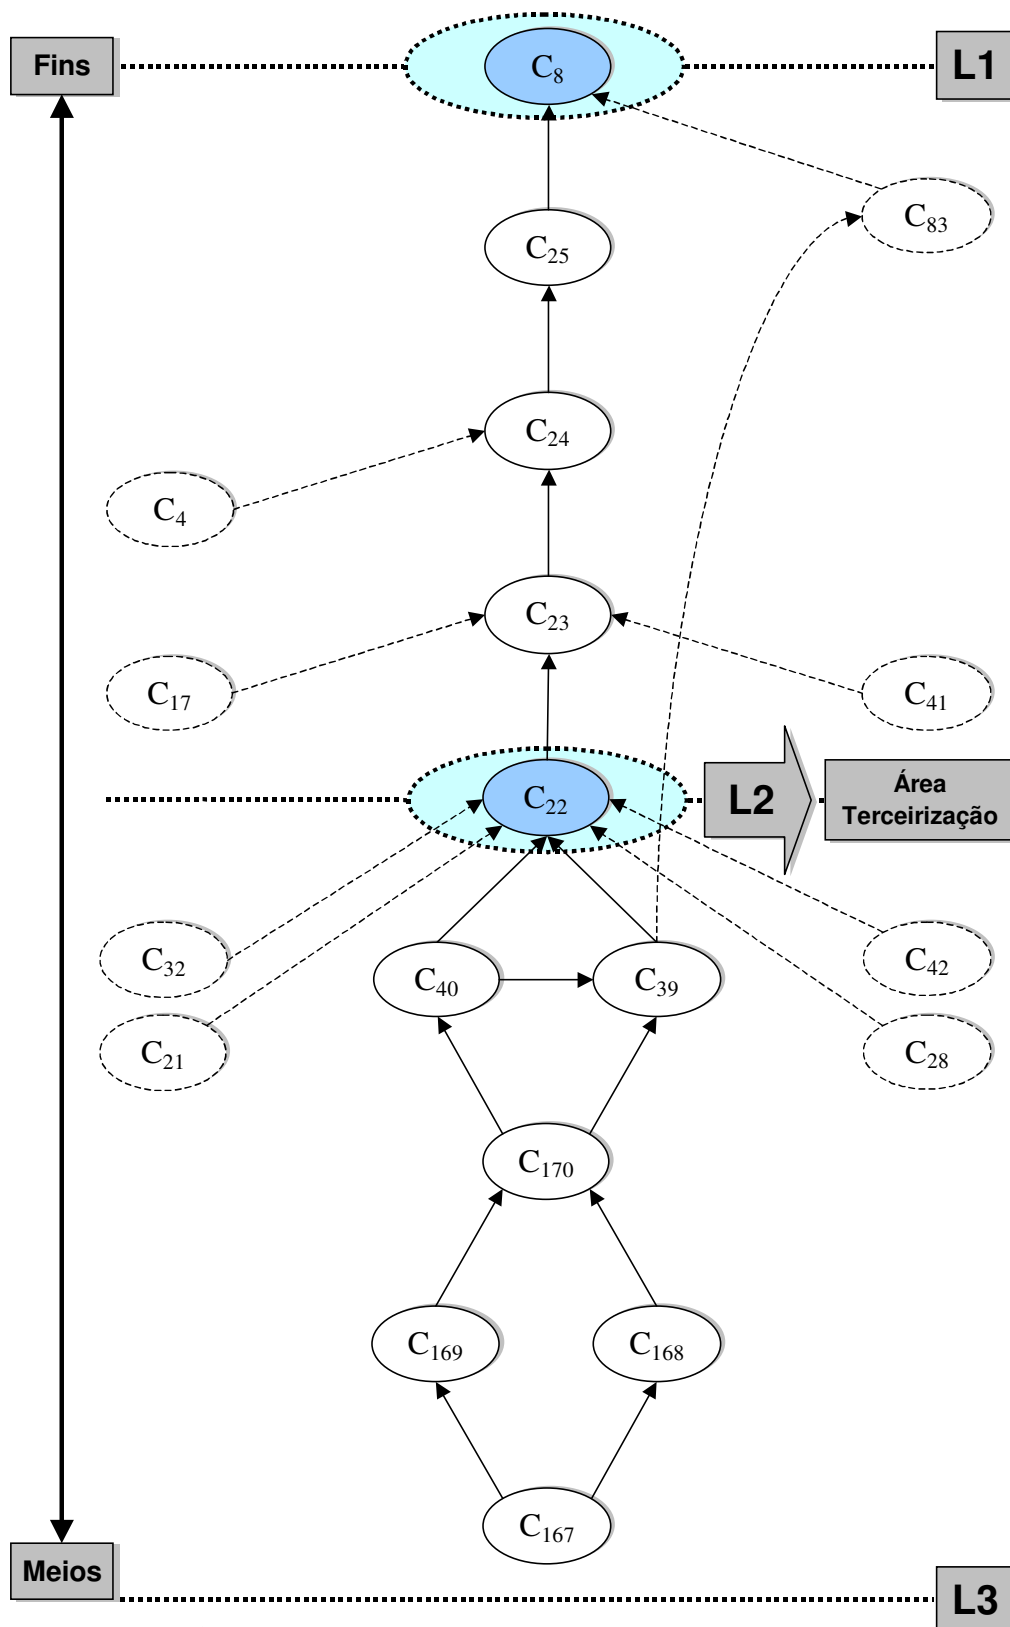 Fins
C8
L1
C83
C25
C24
C4
C23
C17
C41
C22
L2
Área
Terceirização
C32
C40
C39
C42
C21
C28
C170
C169
C168
C167
Meios
L3